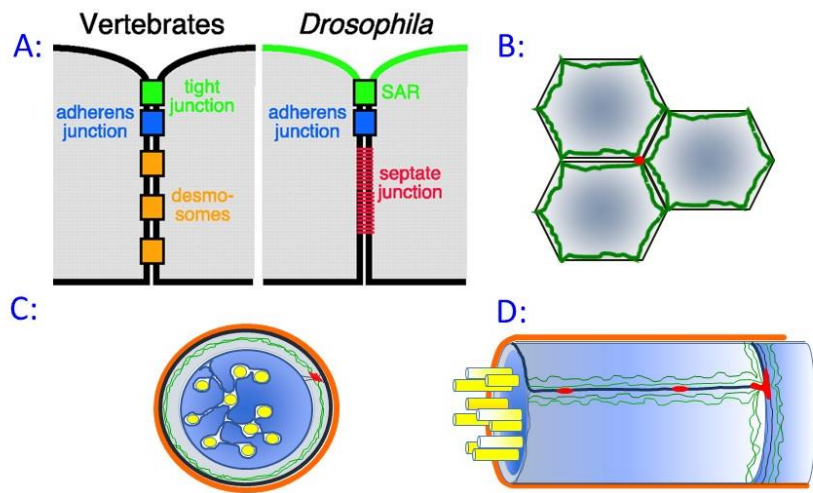 A:
Vertebrates
Drosophila
B:
tight
junction
adherens
junction
desmo-
somes
SAR
adherens
junction
septate
junction
C:
D: